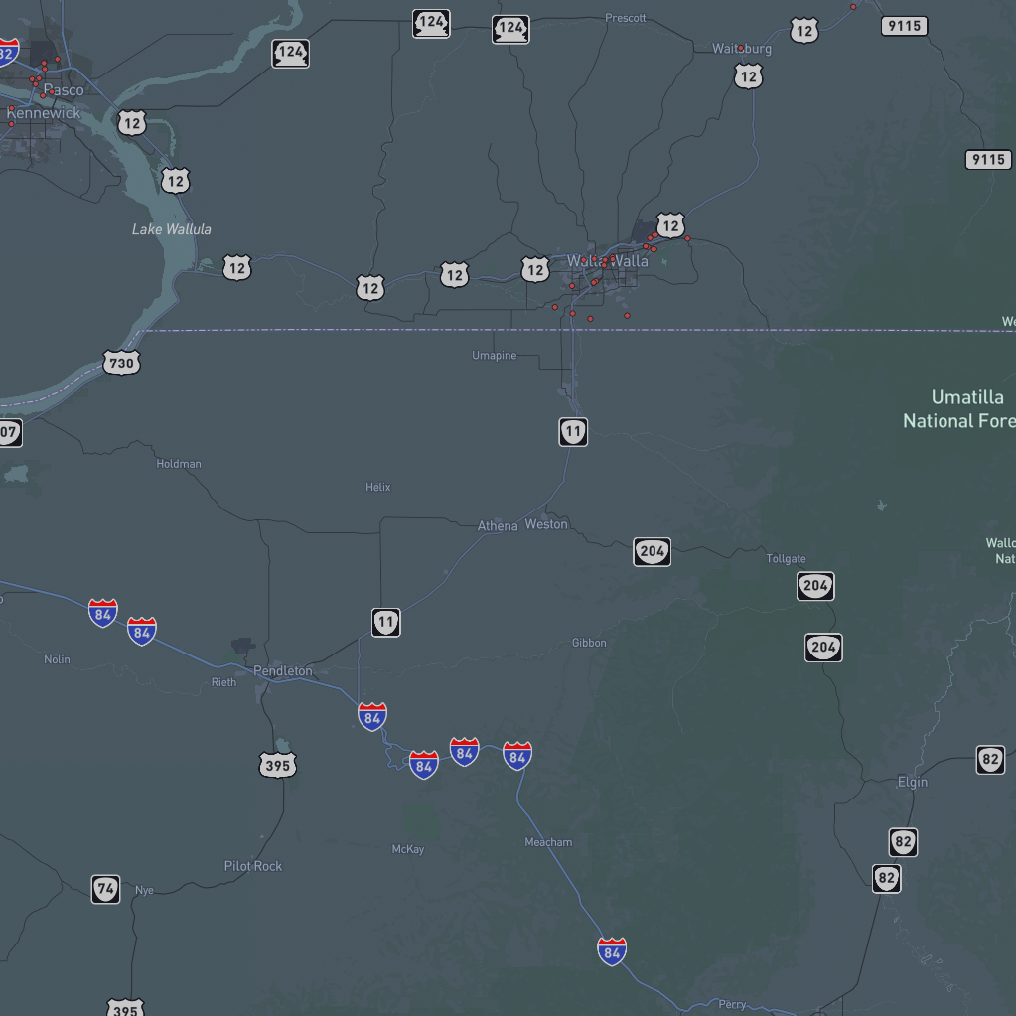 124
124
Prescott
12
9115
82
124
Waitsburg
12
Pasco
Kennewick
12
9115
12
Lake Wallula
12
12
12
12
12
Walla Walla
730
Umapine
Umatilla
National Fore
07
11
Holdman
Helix
Athena
Weston
204
Tollgate
204
84
84
11
Gibbon
204
Nolin
Rieth
Pendleton
84
84
84
84
395
82
Elgin
82
McKay
Meacham
Pilot Rock
82
74
Nye
84
395
Perry
We
Wallo
Nat